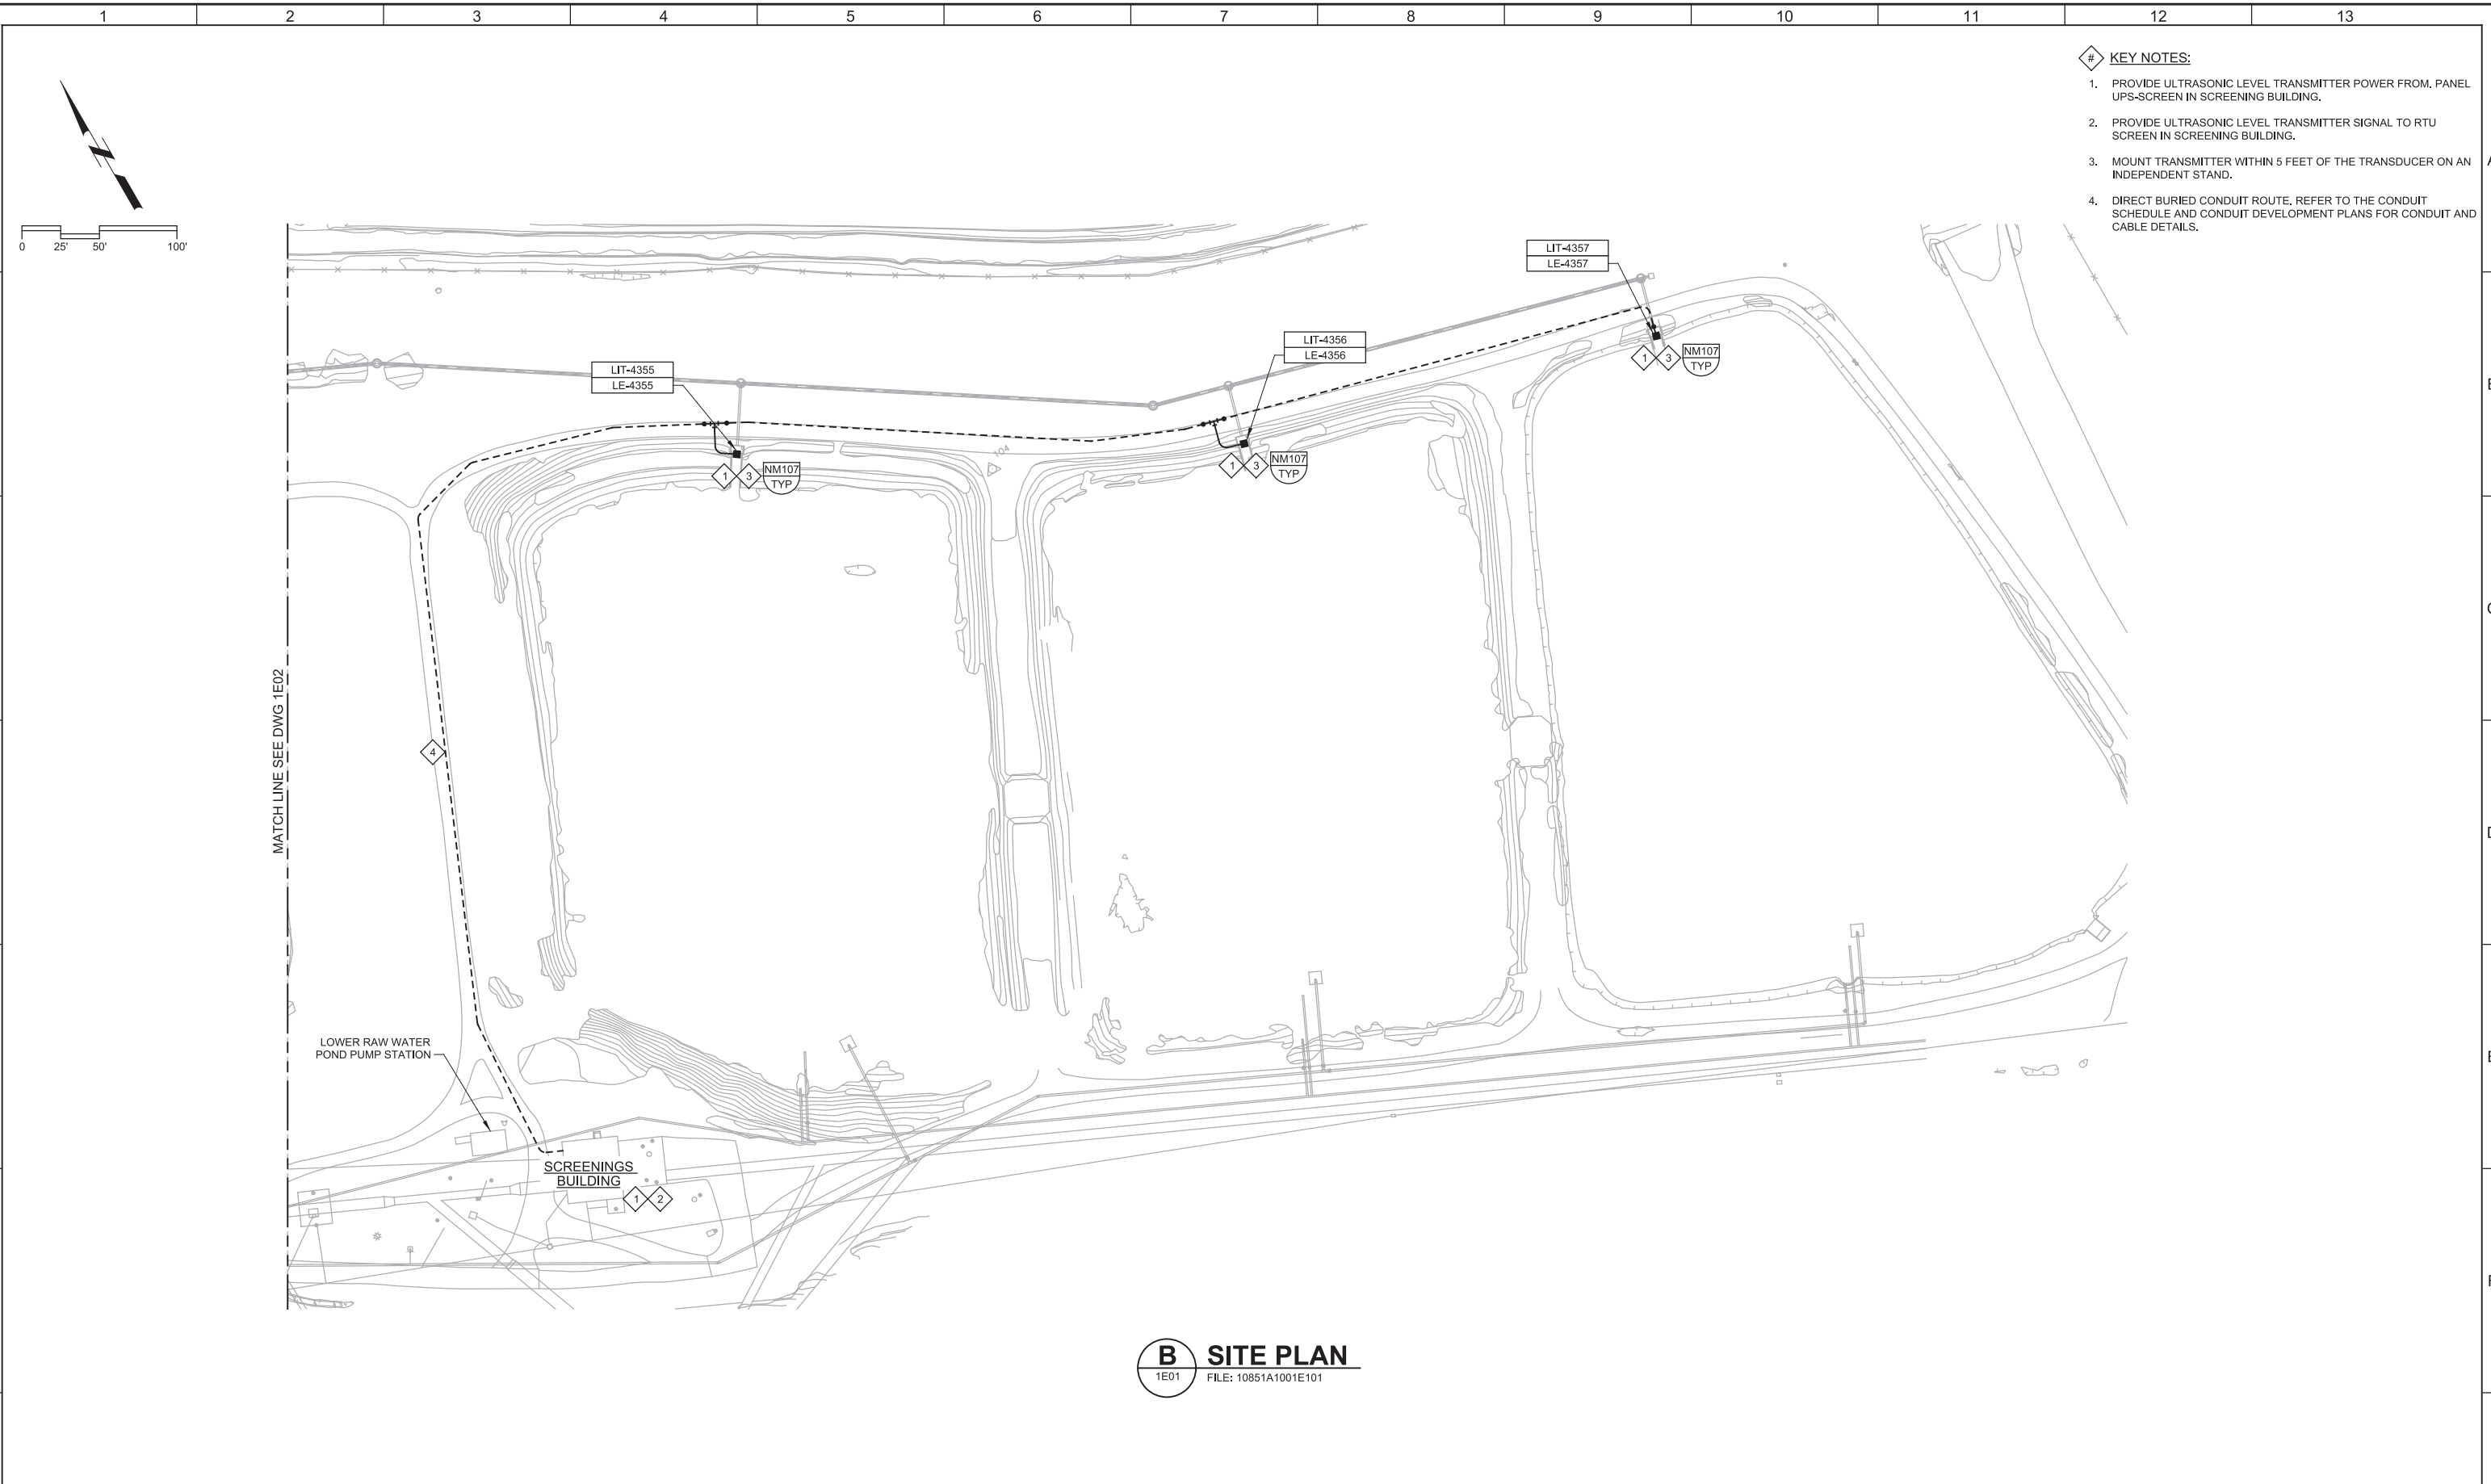 1 2 3 4 5 6 7 8 9 10 11 12 13
# KEY NOTES:
1. PROVIDE ULTRASONIC LEVEL TRANSMITTER POWER FROM. PANEL
UPS-SCREEN IN SCREENING BUILDING.
2. PROVIDE ULTRASONIC LEVEL TRANSMITTER SIGNAL TO RTU
SCREEN IN SCREENING BUILDING.
3. MOUNT TRANSMITTER WITHIN 5 FEET OF THE TRANSDUCER ON AN
INDEPENDENT STAND.
4. DIRECT BURIED CONDUIT ROUTE. REFER TO THE CONDUIT
SCHEDULE AND CONDUIT DEVELOPMENT PLANS FOR CONDUIT AND
CABLE DETAILS.
0 25' 50' 100'
LIT-4357
LE-4357
1 3 NM107
TYP
LIT-4356
LE-4356
1 3 NM107
TYP
LIT-4355
LE-4355
1 3 NM107
TYP
104
MATCH LINE SEE DWG 1E02
4
LOWER RAW WATER
POND PUMP STATION
SCREENINGS
BUILDING
1 2
B SITE PLAN
1E01 FILE: 10851A1001E101